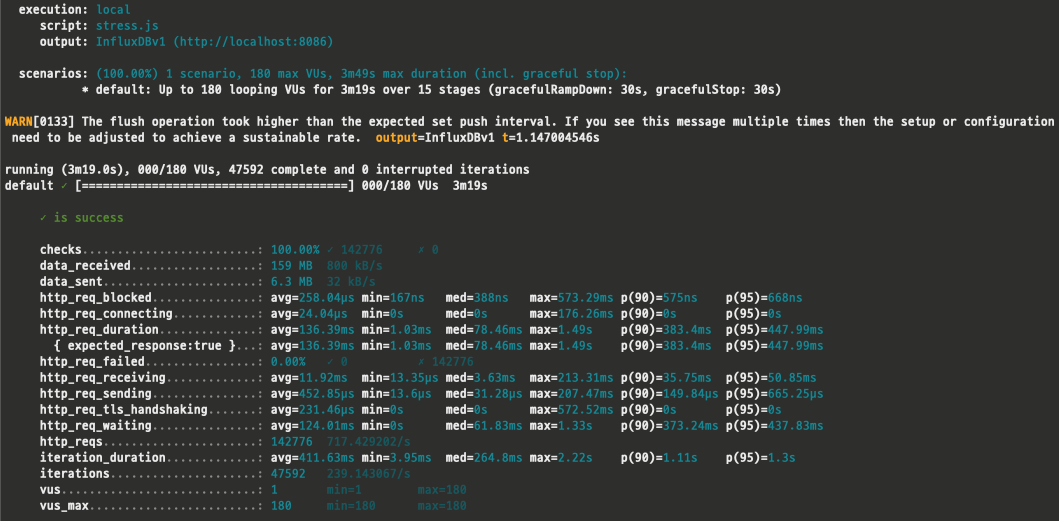 execution: local
script: stress.js
output: InfluxDBv1 (http://localhost:8086)
scenarios: (100.00%) 1 scenario, 180 max VUs, 3m49s max duration (incl. graceful stop):
* default: Up to 180 looping VUs for 3m19s over 15 stages (gracefulRampDown: 30s, gracefulStop: 30s)
WARN[0133] The flush operation took higher than the expected set push interval. If you see this message multiple times then the setup or configuration
need to be adjusted to achieve a sustainable rate.  output=InfluxDBv1 t=1.147004546s
running (3m19.0s), 000/180 VUs, 47592 complete and 0 interrupted iterations
default ✓ [======================================] 000/180 VUs  3m19s
✓ is success
checks.........................: 100.00% ✓ 142776    ✗ 0
data_received..................: 159 MB  800 kB/s
data_sent......................: 6.3 MB  32 kB/s
http_req_blocked...............: avg=258.04µs min=167ns   med=388ns   max=573.29ms p(90)=575ns    p(95)=668ns
http_req_connecting............: avg=24.04µs  min=0s      med=0s      max=176.26ms p(90)=0s       p(95)=0s
http_req_duration..............: avg=136.39ms min=1.03ms  med=78.46ms max=1.49s    p(90)=383.4ms  p(95)=447.99ms
{ expected_response:true }...: avg=136.39ms min=1.03ms  med=78.46ms max=1.49s    p(90)=383.4ms  p(95)=447.99ms
http_req_failed................: 0.00%   ✓ 0         ✗ 142776
http_req_receiving.............: avg=11.92ms  min=13.35µs med=3.63ms  max=213.31ms p(90)=35.75ms  p(95)=50.85ms
http_req_sending...............: avg=452.85µs min=13.6µs  med=31.28µs max=207.47ms p(90)=149.84µs p(95)=665.25µs
http_req_tls_handshaking.......: avg=231.46µs min=0s      med=0s      max=572.52ms p(90)=0s       p(95)=0s
http_req_waiting...............: avg=124.01ms min=0s      med=61.83ms max=1.33s    p(90)=373.24ms p(95)=437.83ms
http_reqs......................: 142776  717.429202/s
iteration_duration.............: avg=411.63ms min=3.95ms  med=264.8ms max=2.22s    p(90)=1.11s    p(95)=1.3s
iterations.....................: 47592   239.143067/s
vus............................: 1       min=1       max=180
vus_max........................: 180     min=180     max=180